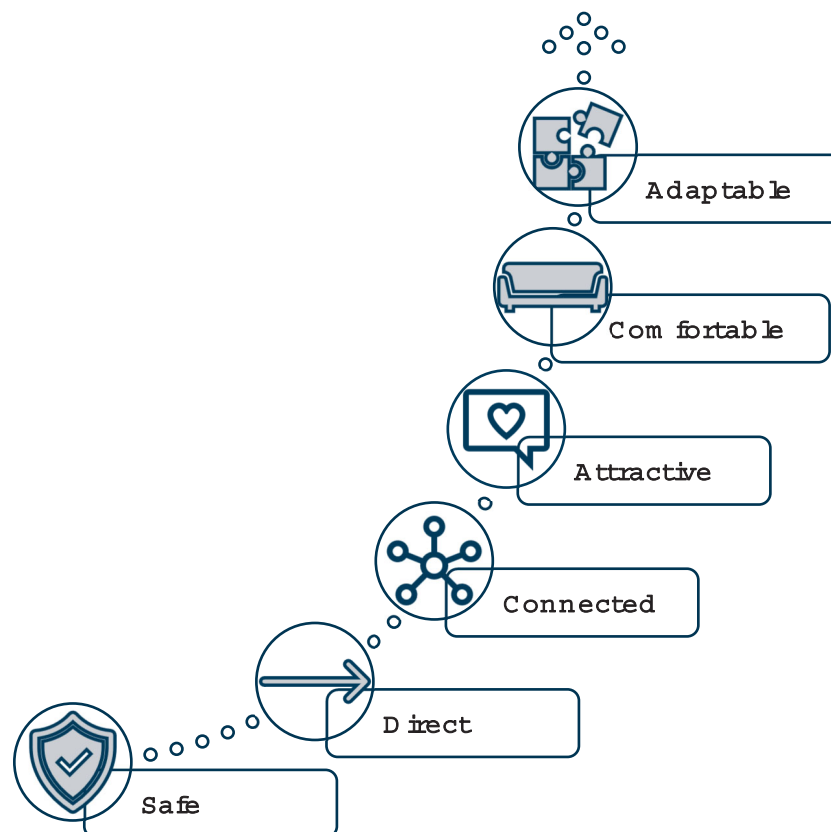 Adaptable
Comfortable
Attractive
Connected
Direct
Safe